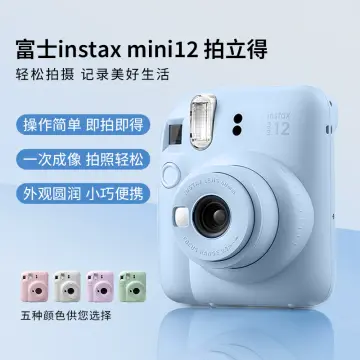 富士instax mini12 拍立得
轻松拍摄 记录美好生活
操作简单 即拍即得
一次成像 拍照轻松
外观圆润 小巧便携
instax
mini 12
五种颜色供您选择